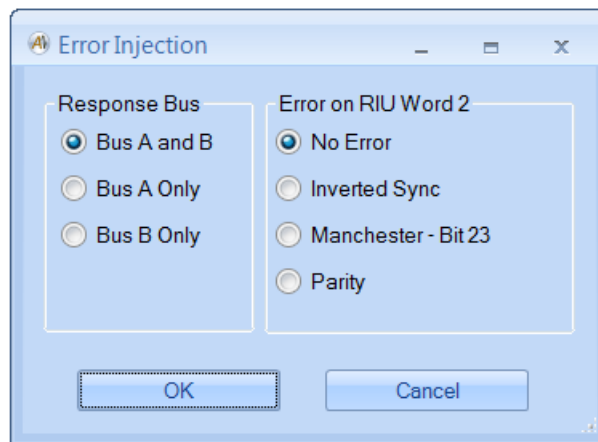 Error Injection
Response Bus
Bus A and B
Bus A Only
Bus B Only
Error on RIU Word 2
No Error
Inverted Sync
Manchester - Bit 23
Parity
OK
Cancel